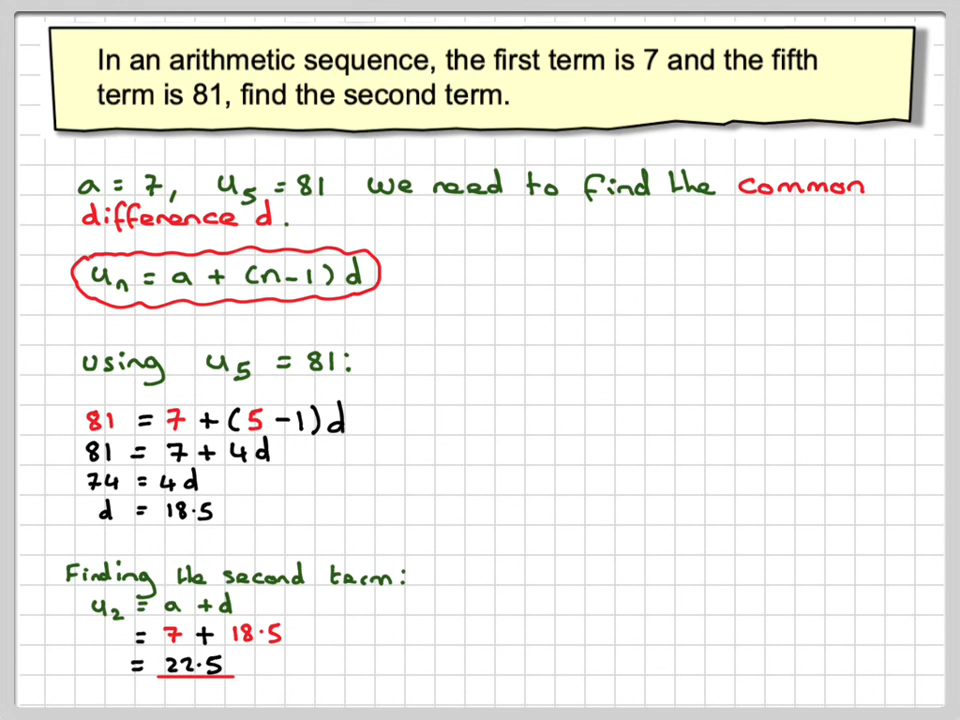 In an arithmetic sequence, the first term is 7 and the fifth
term is 81, find the second term.
a = 7, u₅ = 81 we need to find the common
difference d.
uₙ = a + (n-1)d
using u₅ = 81:
81 = 7 + (5-1)d
81 = 7 + 4d
74 = 4d
d = 18.5
Finding the second term:
u₂ = a + d
= 7 + 18.5
= 22.5